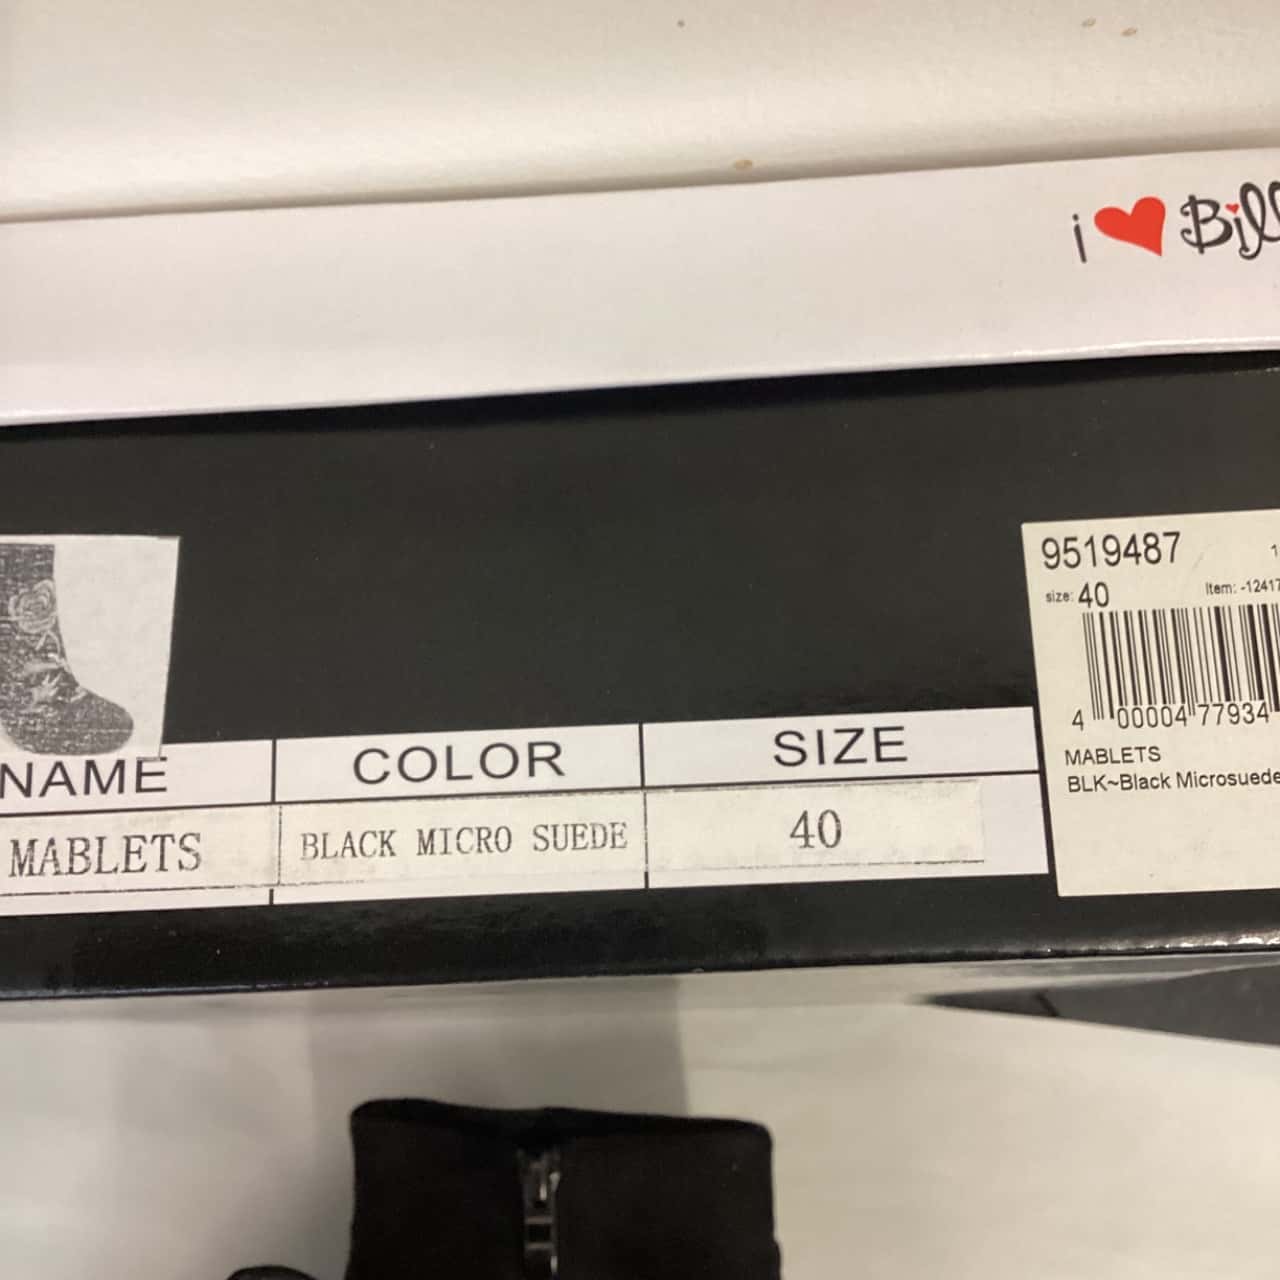 i ❤ Bill
9519487
size: 40 Item: -12417
4 00004 77934
MABLETS
BLK~Black Microsuede
NAME COLOR SIZE
MABLETS BLACK MICRO SUEDE 40